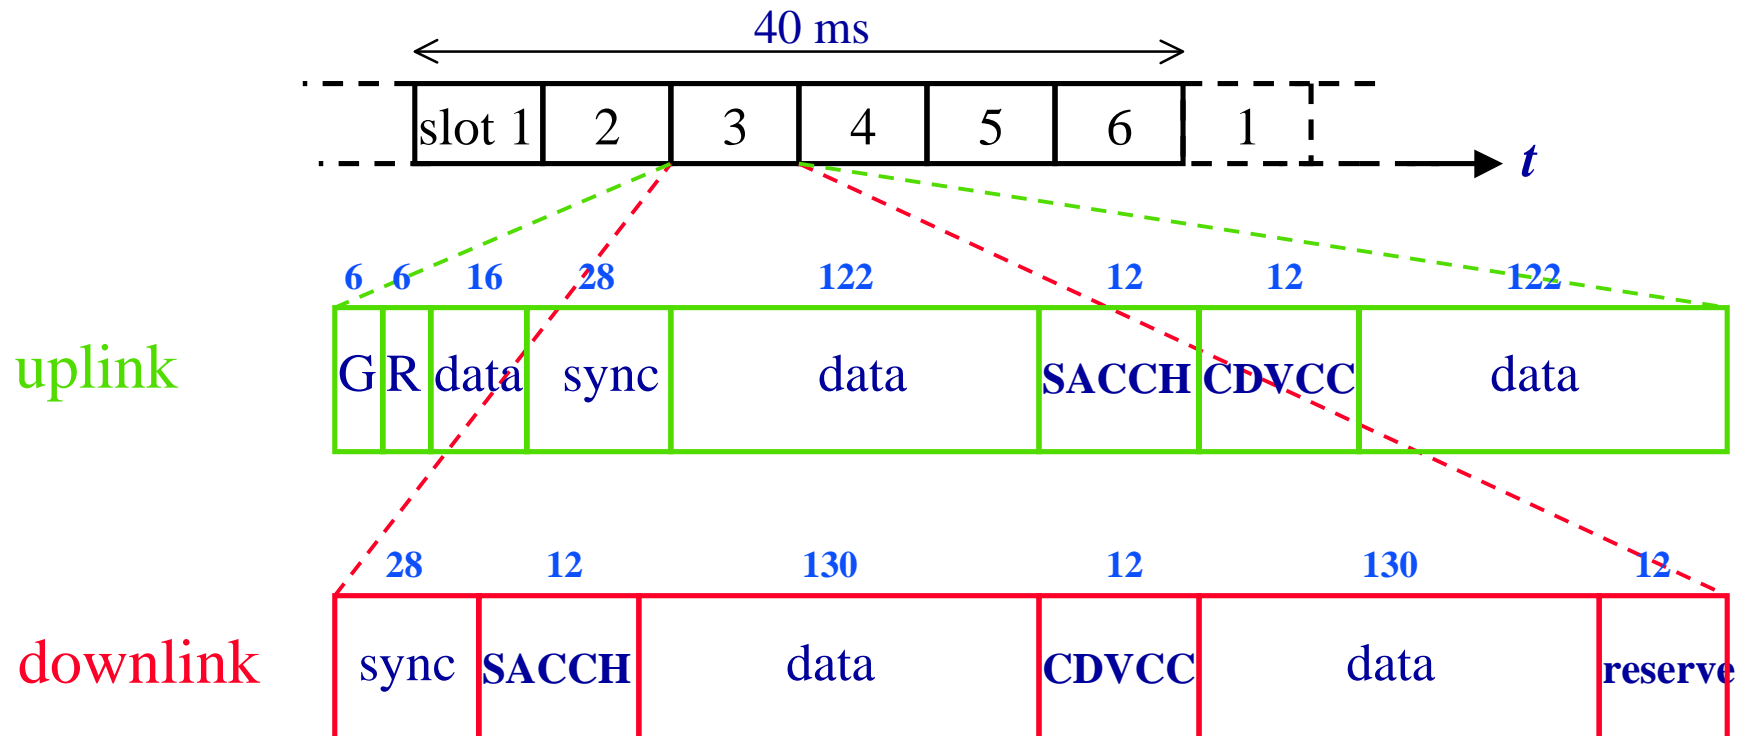 40 ms
slot 1 2 3 4 5 6 1
t
6 6 16 28 122 12 12 122
uplink G R data sync data SACCH CDVCC data
28 12 130 12 130 12
downlink sync SACCH data CDVCC data reserve